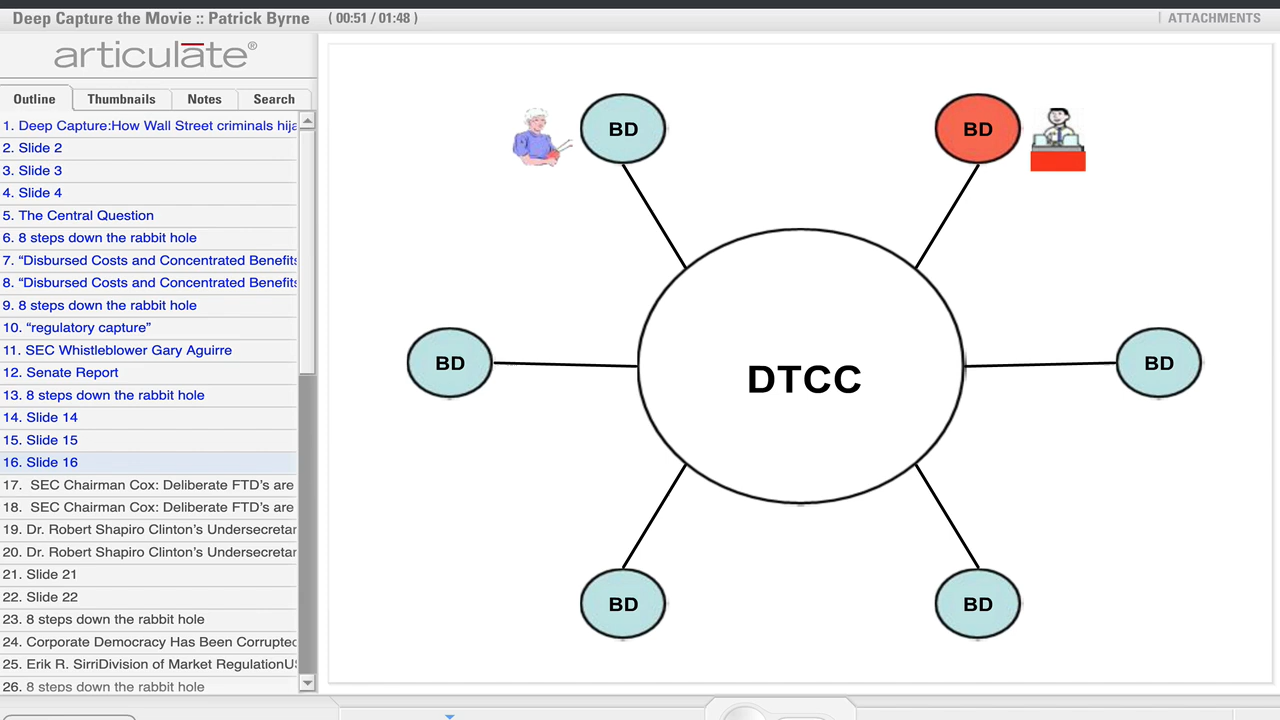 Deep Capture the Movie :: Patrick Byrne ( 00:51 / 01:48 ) ATTACHMENTS
articulate®
Outline Thumbnails Notes Search
1. Deep Capture:How Wall Street criminals hija
2. Slide 2
3. Slide 3
4. Slide 4
5. The Central Question
6. 8 steps down the rabbit hole
7. “Disbursed Costs and Concentrated Benefits
8. “Disbursed Costs and Concentrated Benefits
9. 8 steps down the rabbit hole
10. “regulatory capture”
11. SEC Whistleblower Gary Aguirre
12. Senate Report
13. 8 steps down the rabbit hole
14. Slide 14
15. Slide 15
16. Slide 16
17. SEC Chairman Cox: Deliberate FTD’s are
18. SEC Chairman Cox: Deliberate FTD’s are
19. Dr. Robert Shapiro Clinton’s Undersecretar
20. Dr. Robert Shapiro Clinton’s Undersecretar
21. Slide 21
22. Slide 22
23. 8 steps down the rabbit hole
24. Corporate Democracy Has Been Corrupted
25. Erik R. SirriDivision of Market RegulationUS
26. 8 steps down the rabbit hole
BD BD
BD DTCC BD
BD BD